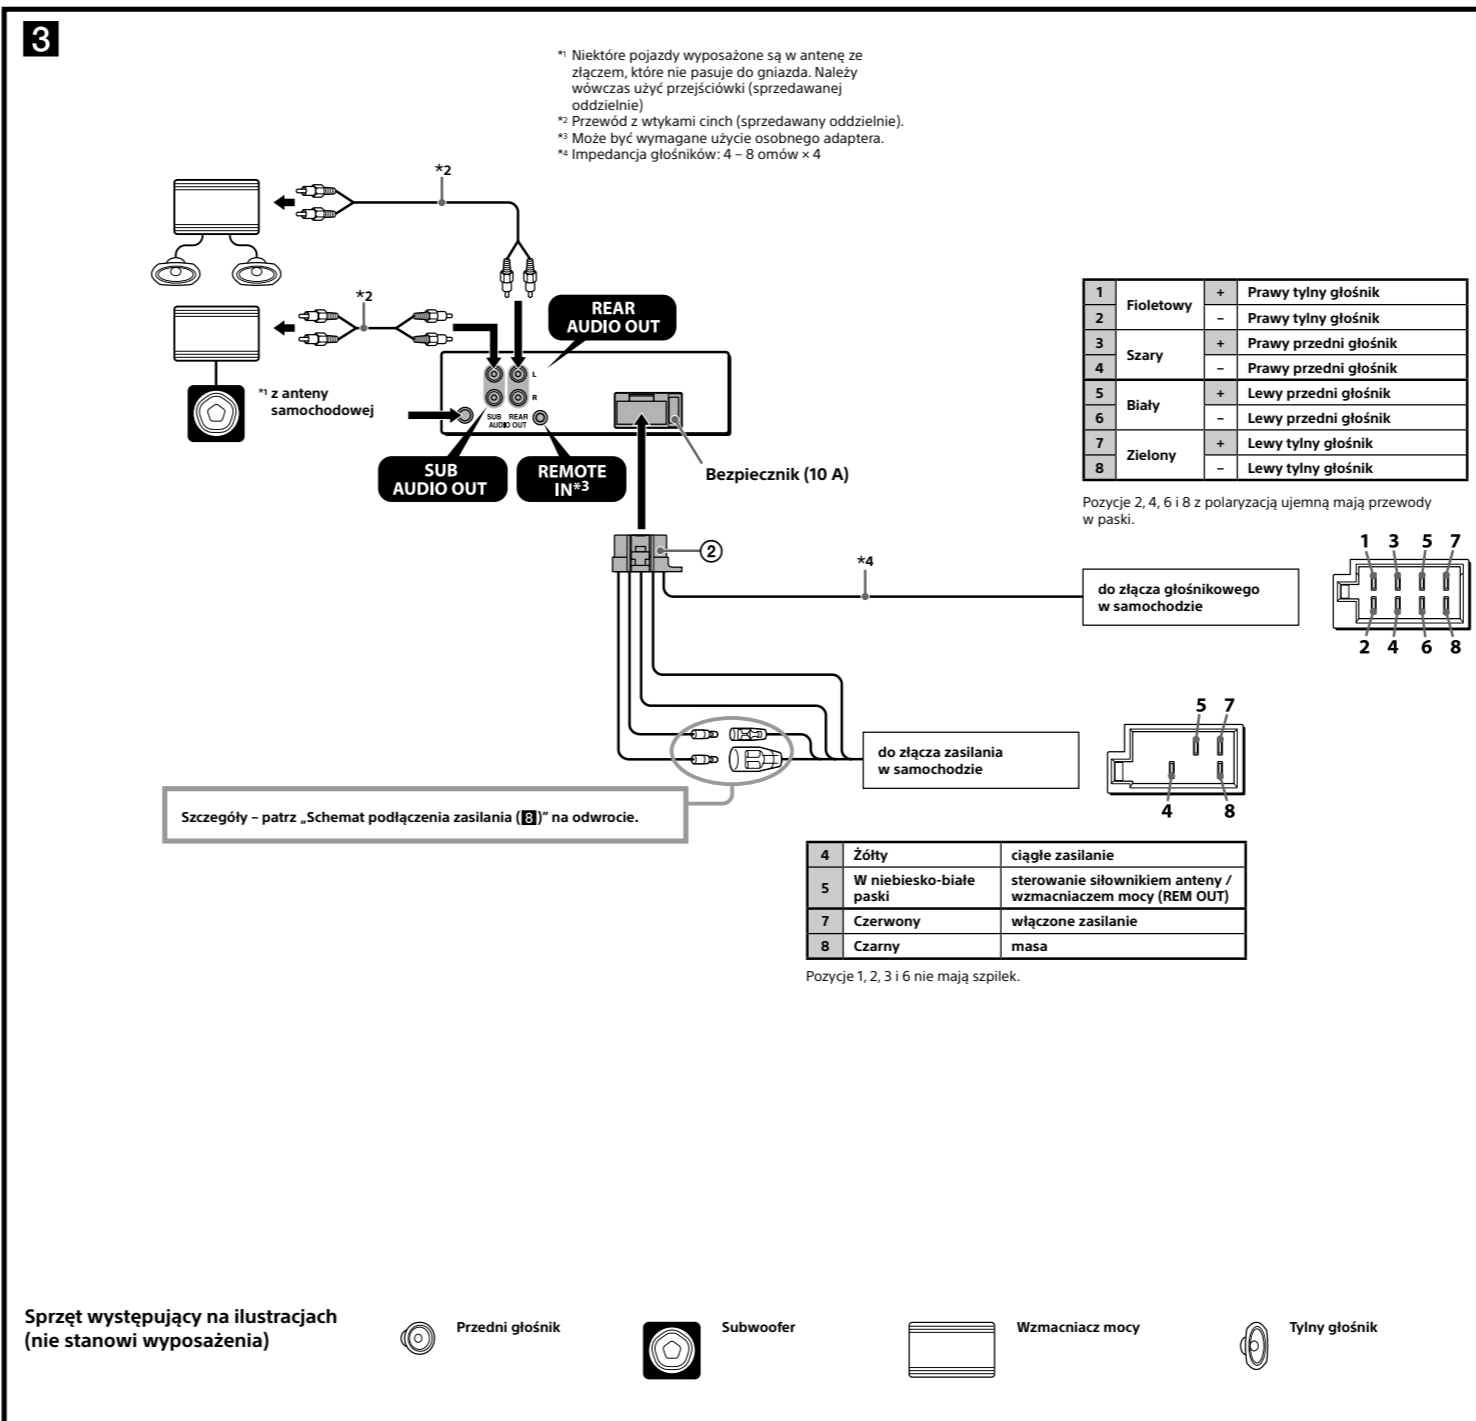 3
*1 Niektóre pojazdy wyposażone są w antenę ze
złączem, które nie pasuje do gniazda. Należy
wówczas użyć przejściówki (sprzedawanej
oddzielnie)
*2 Przewód z wtykami cinch (sprzedawany oddzielnie).
*3 Może być wymagane użycie osobnego adaptera.
*4 Impedancja głośników: 4 – 8 omów × 4
*2
*2
REAR
AUDIO OUT
*1 z anteny
samochodowej
L
R
SUB REAR
AUDIO OUT
SUB
AUDIO OUT
REMOTE
IN*3
Bezpiecznik (10 A)
1 Fioletowy + Prawy tylny głośnik
2 – Prawy tylny głośnik
3 Szary + Prawy przedni głośnik
4 – Prawy przedni głośnik
5 Biały + Lewy przedni głośnik
6 – Lewy przedni głośnik
7 Zielony + Lewy tylny głośnik
8 – Lewy tylny głośnik
Pozycje 2, 4, 6 i 8 z polaryzacją ujemną mają przewody
w paski.
2
*4
do złącza głośnikowego
w samochodzie
1 3 5 7
2 4 6 8
do złącza zasilania
w samochodzie
5 7
4 8
Szczegóły – patrz „Schemat podłączenia zasilania (8)” na odwrocie.
4 Żółty ciągłe zasilanie
5 W niebiesko-białe paski sterowanie siłownikiem anteny /
wzmacniaczem mocy (REM OUT)
7 Czerwony włączone zasilanie
8 Czarny masa
Pozycje 1, 2, 3 i 6 nie mają szpilek.
Sprzęt występujący na ilustracjach
(nie stanowi wyposażenia)
Przedni głośnik
Subwoofer
Wzmacniacz mocy
Tylny głośnik